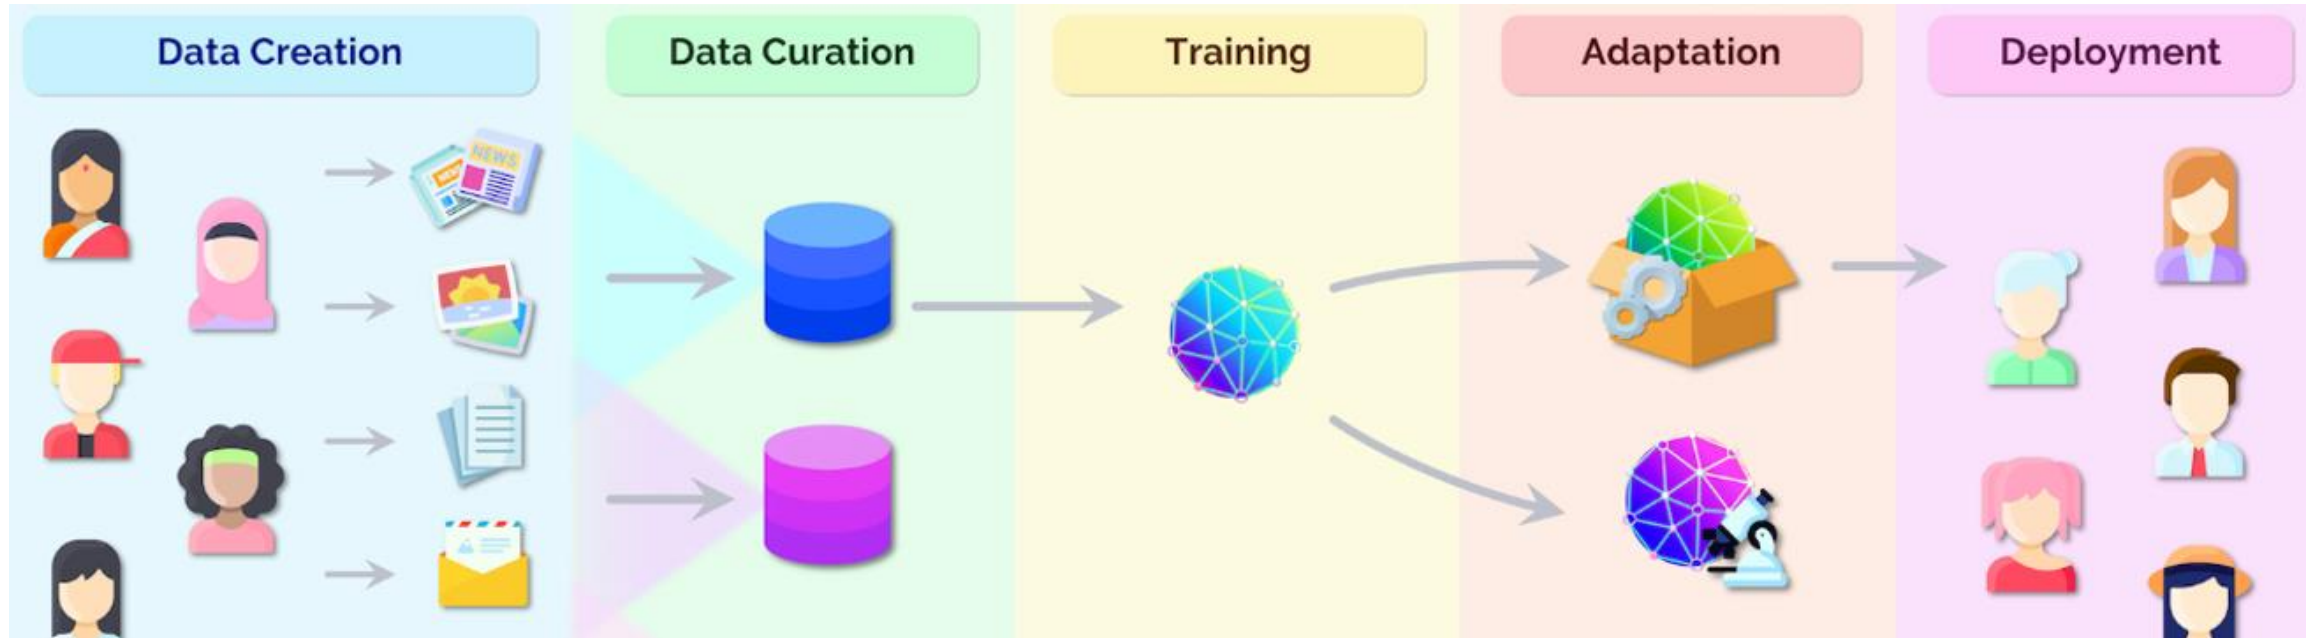 Data Creation
Data Curation
Training
Adaptation
Deployment
NEWS